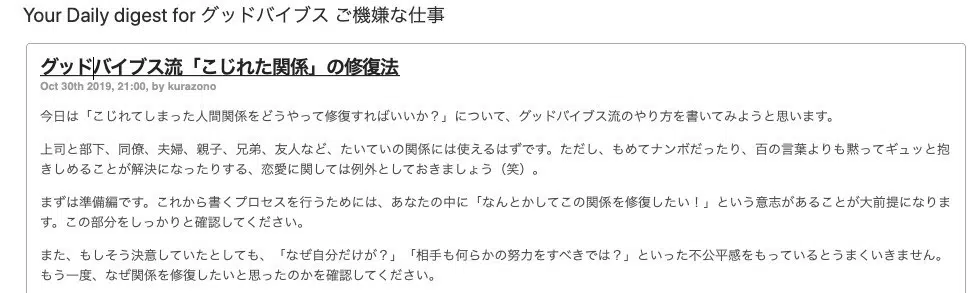 Your Daily digest for グッドバイブス ご機嫌な仕事
グッドバイブス流「こじれた関係」の修復法
Oct 30th 2019, 21:00, by kurazono
今日は「こじれてしまった人間関係をどうやって修復すればいいか？」について、グッドバイブス流のやり方を書いてみようと思います。
上司と部下、同僚、夫婦、親子、兄弟、友人など、たいていの関係には使えるはずです。ただし、もめてナンボだったり、百の言葉よりも黙ってギュッと抱
きしめることが解決になったりする、恋愛に関しては例外としておきましょう（笑）。
まずは準備編です。これから書くプロセスを行うためには、あなたの中に「なんとかしてこの関係を修復したい！」という意志があることが大前提になりま
す。この部分をしっかりと確認してください。
また、もしそう決意していたとしても、「なぜ自分だけが？」「相手も何らかの努力をすべきでは？」といった不公平感をもっているとうまくいきません。
もう一度、なぜ関係を修復したいと思ったのかを確認してください。